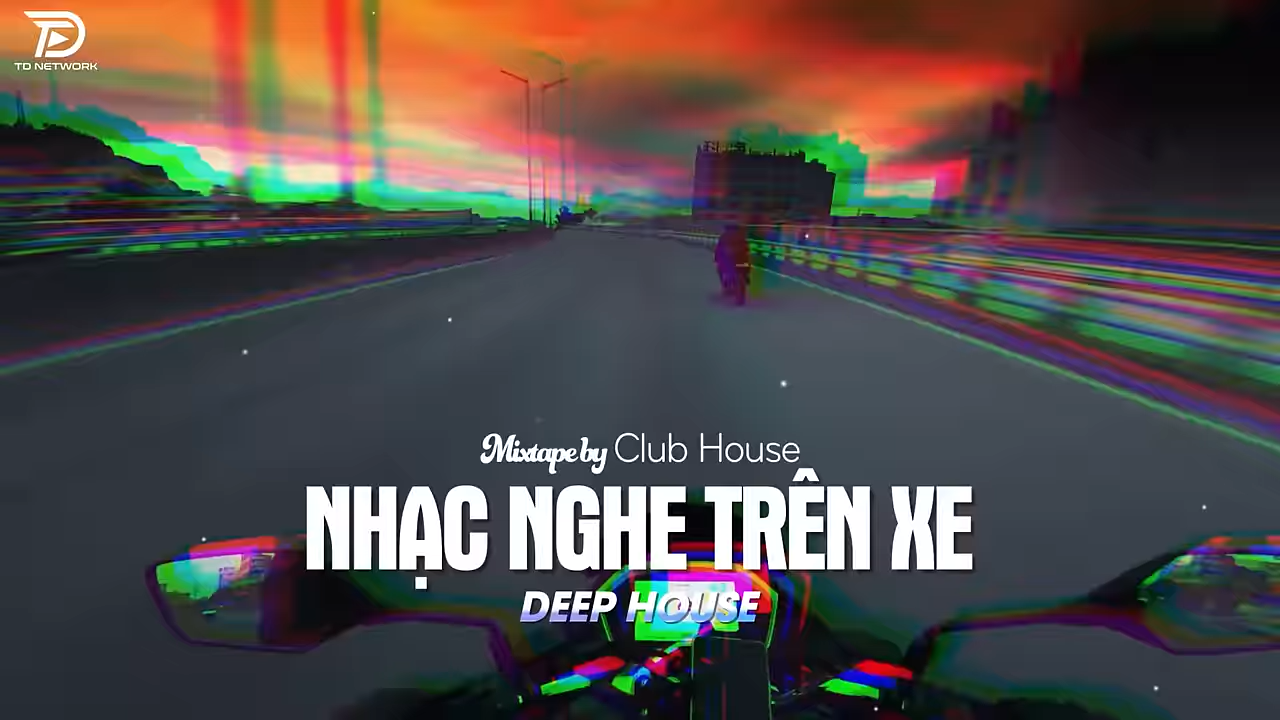 TD NETWORK
Mixtape by Club House
NHẠC NGHE TRÊN XE
DEEP HOUSE